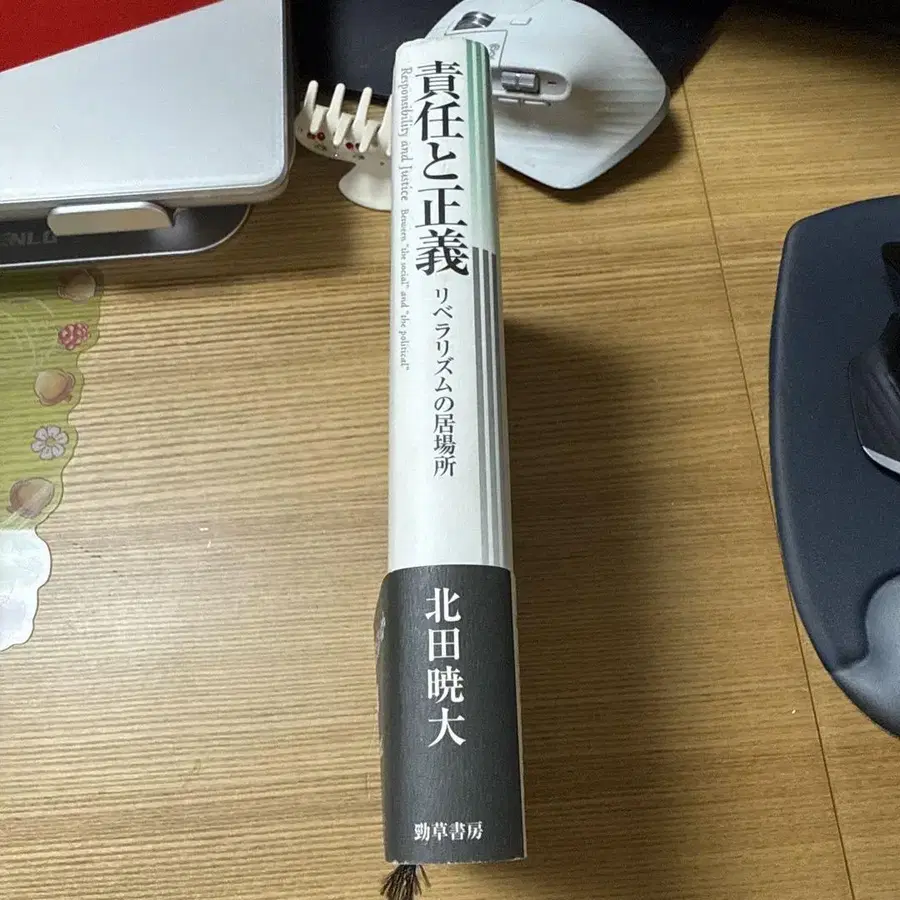 責任と正義
Responsibility and Justice Between "the social" and "the political"
リベラリズムの居場所
北田暁大
勁草書房